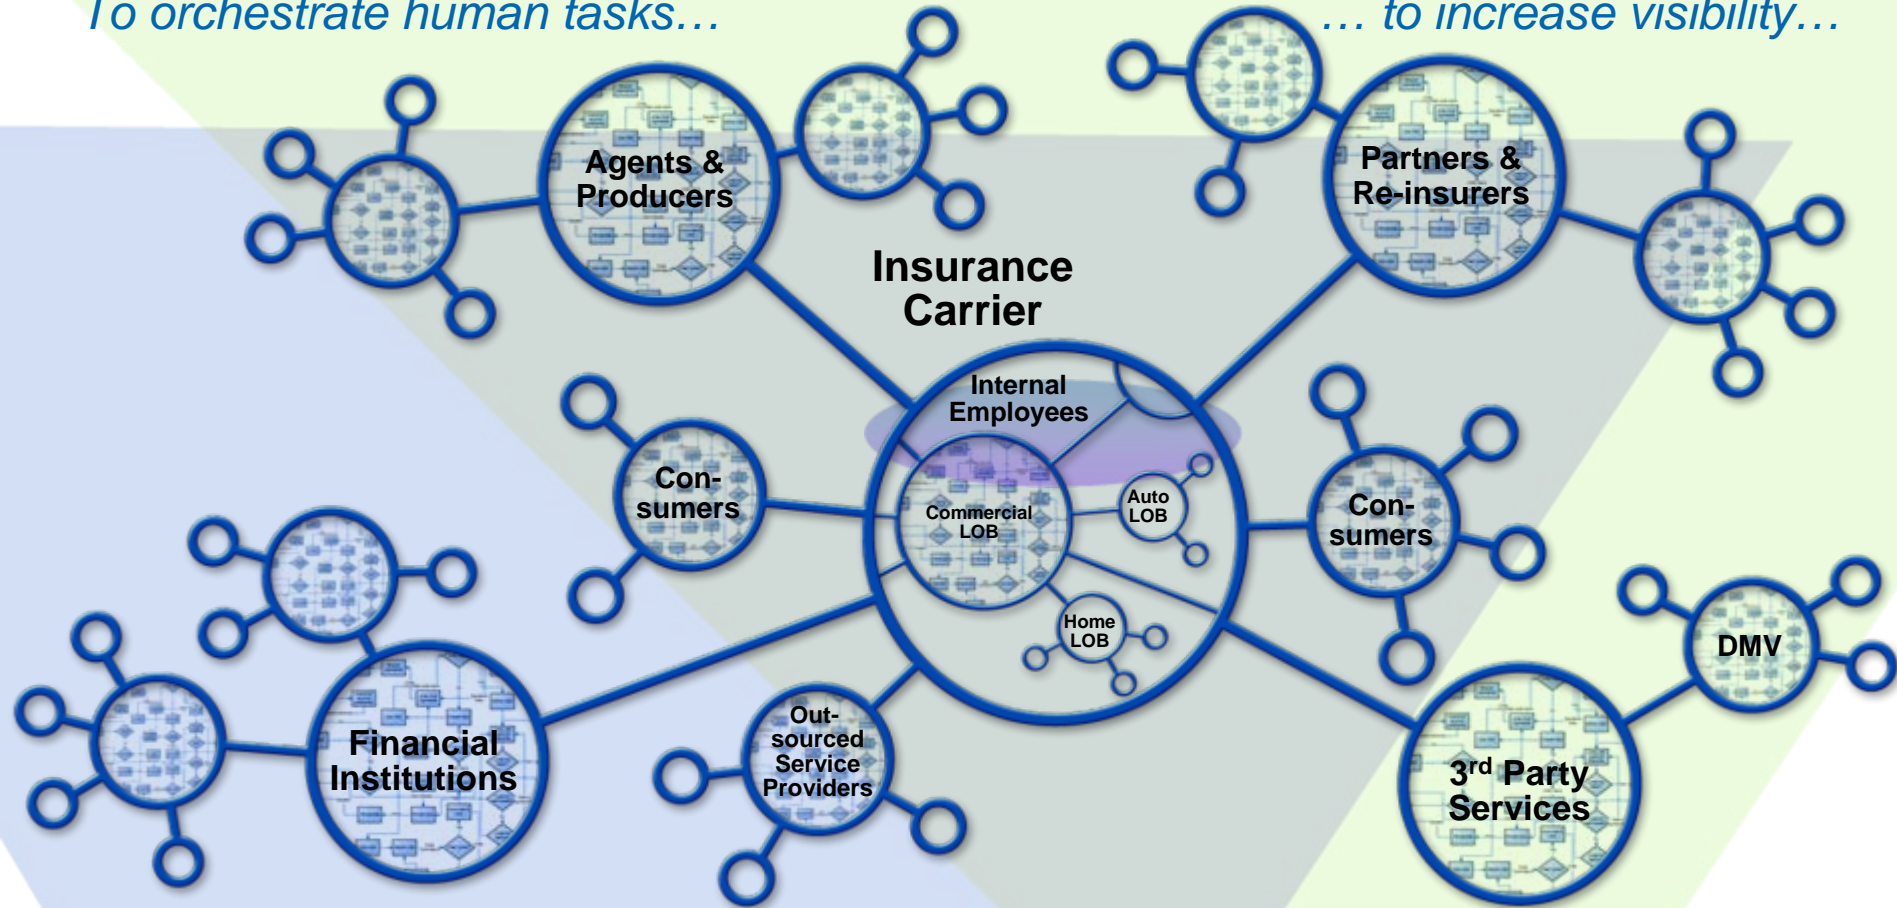 To orchestrate human tasks…
… to increase visibility…
Agents &
Producers
Partners &
Re-insurers
Insurance
Carrier
Internal
Employees
Con-
sumers
Commercial
LOB
Auto
LOB
Con-
sumers
Home
LOB
DMV
Financial
Institutions
Out-
sourced
Service
Providers
3rd Party
Services